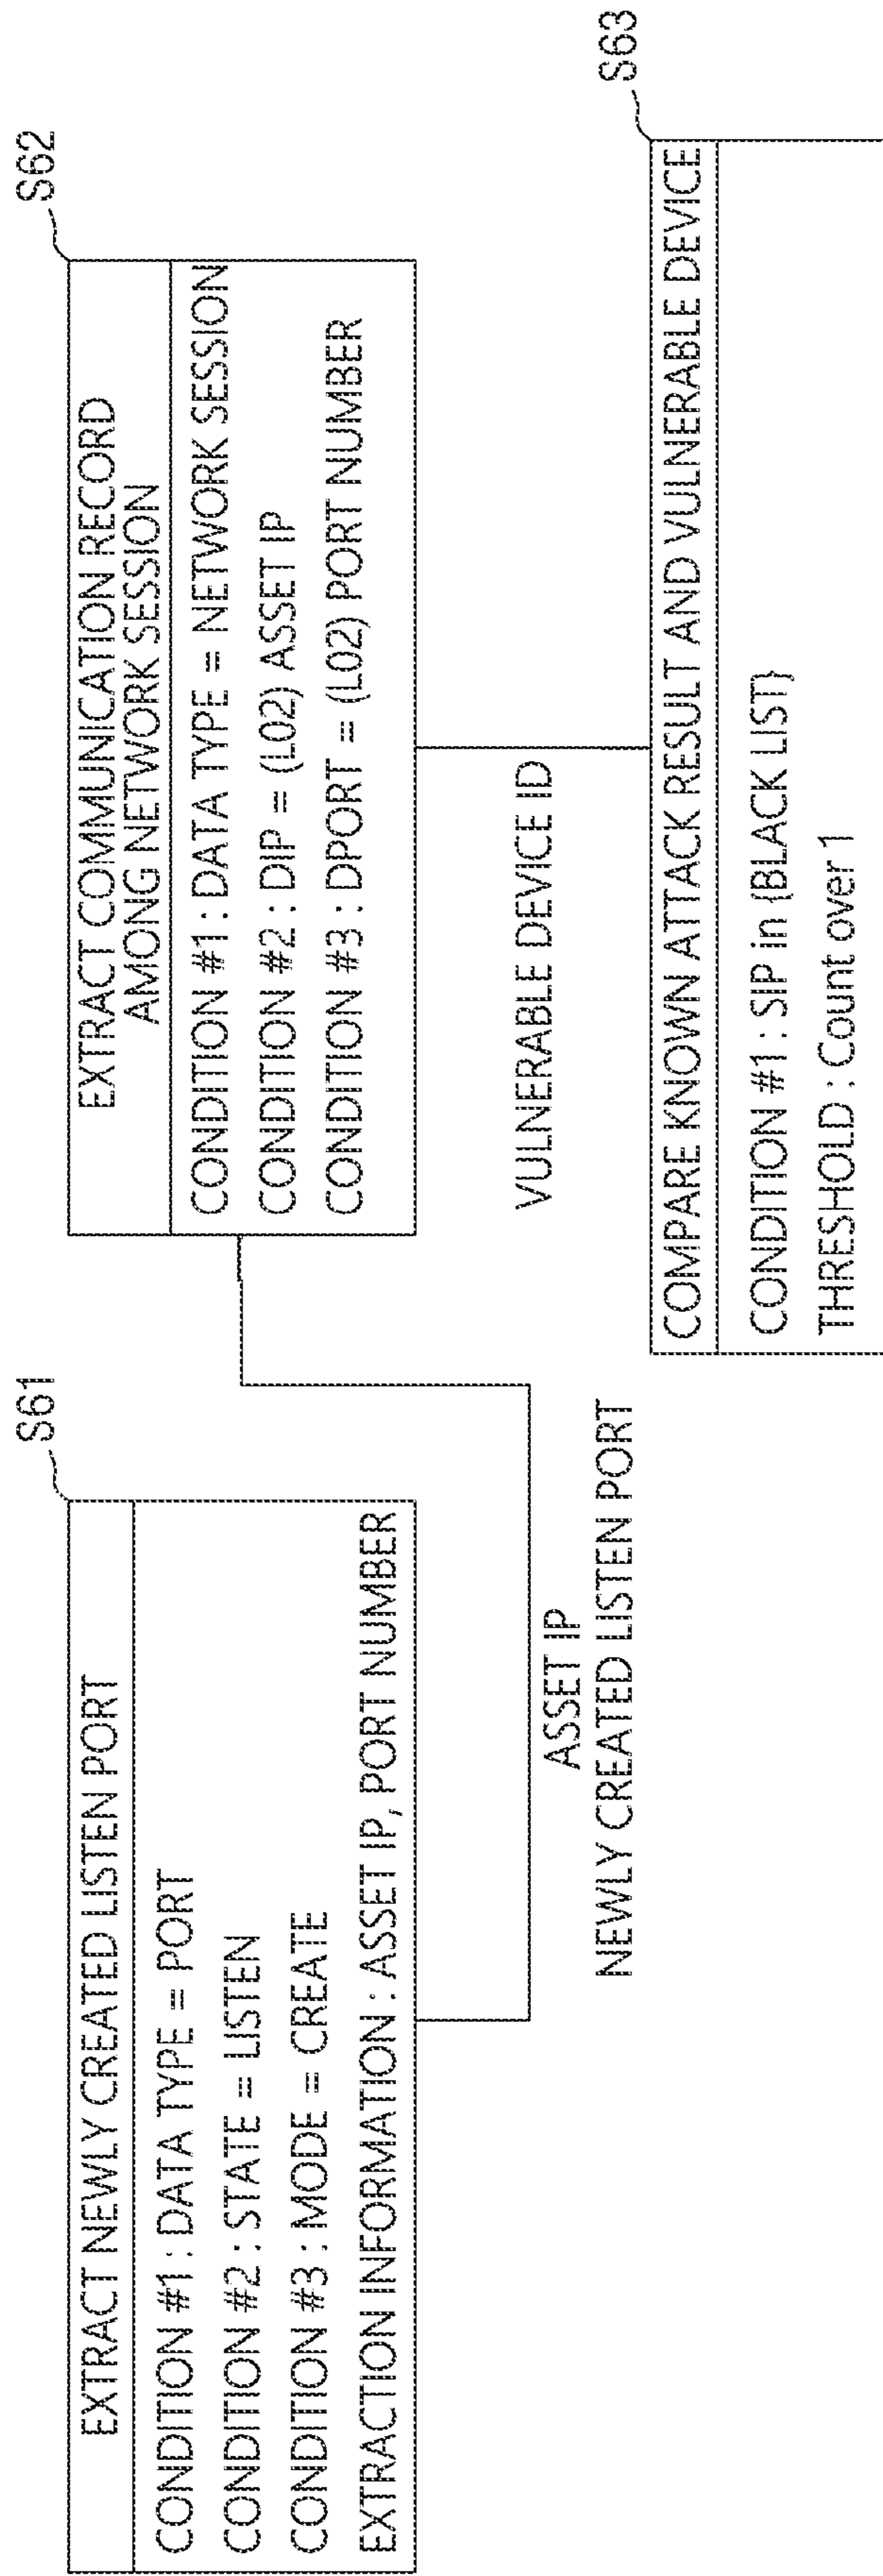 S61
EXTRACT NEWLY CREATED LISTEN PORT
CONDITION #1 : DATA TYPE = PORT
CONDITION #2 : STATE = LISTEN
CONDITION #3 : MODE = CREATE
EXTRACTION INFORMATION : ASSET IP, PORT NUMBER
ASSET IP
NEWLY CREATED LISTEN PORT
S62
EXTRACT COMMUNICATION RECORD
AMONG NETWORK SESSION
CONDITION #1 : DATA TYPE = NETWORK SESSION
CONDITION #2 : DIP = (L02) ASSET IP
CONDITION #3 : DPORT = (L02) PORT NUMBER
VULNERABLE DEVICE ID
S63
COMPARE KNOWN ATTACK RESULT AND VULNERABLE DEVICE
CONDITION #1 : SIP in {BLACK LIST}
THRESHOLD : Count over 1